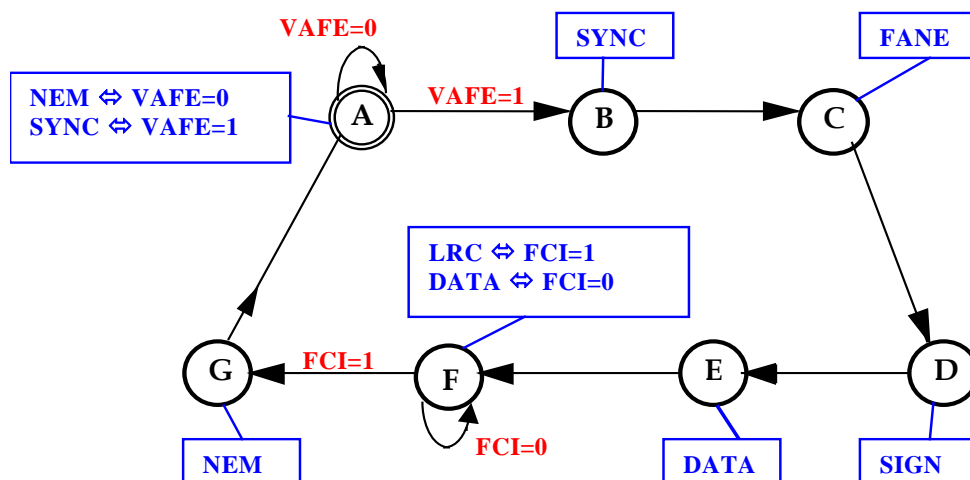 VAFE=0
SYNC
FANE
NEM ⇔ VAFE=0
SYNC ⇔ VAFE=1
A
VAFE=1
B
C
LRC ⇔ FCI=1
DATA ⇔ FCI=0
G
FCI=1
F
E
D
FCI=0
NEM
DATA
SIGN